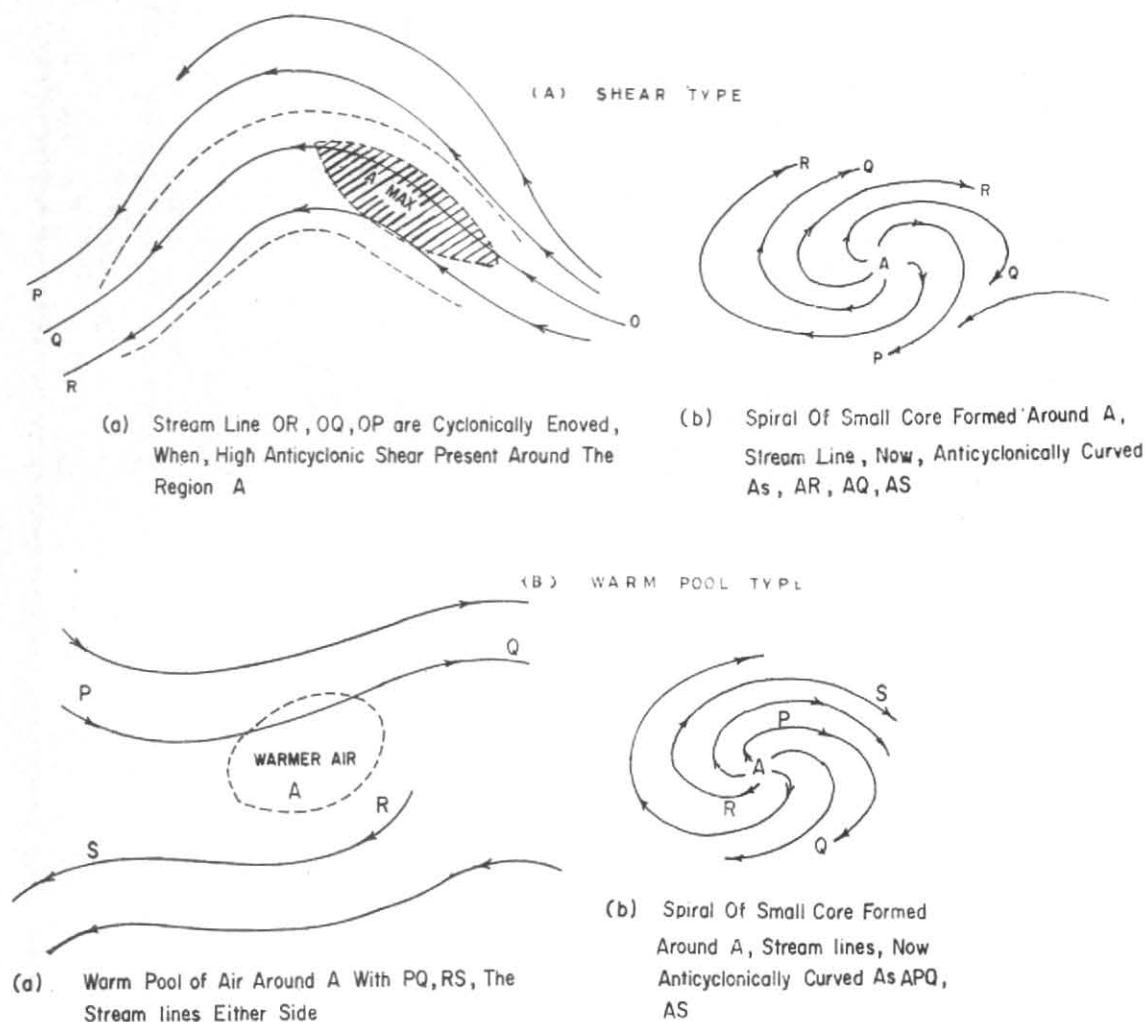 (A) SHEAR TYPE
A MAX
P
Q
R
O
R
Q
R
A
Q
P
(a) Stream Line OR, OQ, OP are Cyclonically Enoved,
When, High Anticyclonic Shear Present Around The
Region A
(b) Spiral Of Small Core Formed Around A,
Stream Line, Now, Anticyclonically Curved
As, AR, AQ, AS
(B) WARM POOL TYPE
Q
P
WARMER AIR
A
R
S
S
P
A
R
Q
(a) Warm Pool of Air Around A With PQ, RS, The
Stream lines Either Side
(b) Spiral Of Small Core Formed
Around A, Stream lines, Now
Anticyclonically Curved As APQ,
AS